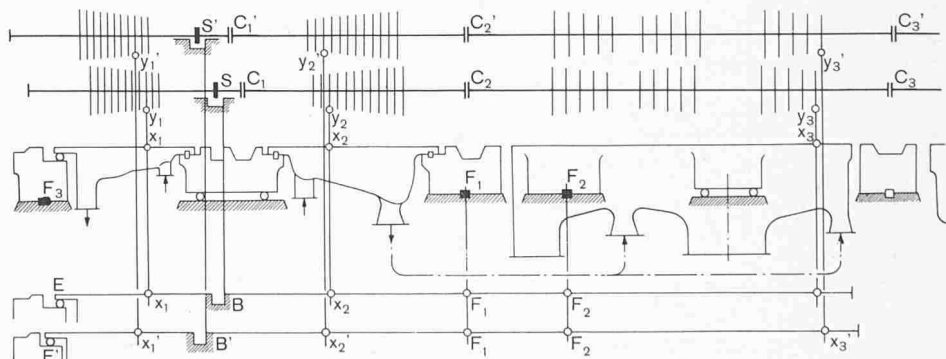 S' C₁' C₂' C₃'
y₁' y₂' y₃'
S C₁ C₂ C₃
y₁ y₂ y₃
x₁ x₂ x₃
F₃ F₁ F₂
E x₁ B x₂ F₁ F₂
E' x₁' B' x₂' F₁ F₂ x₃'